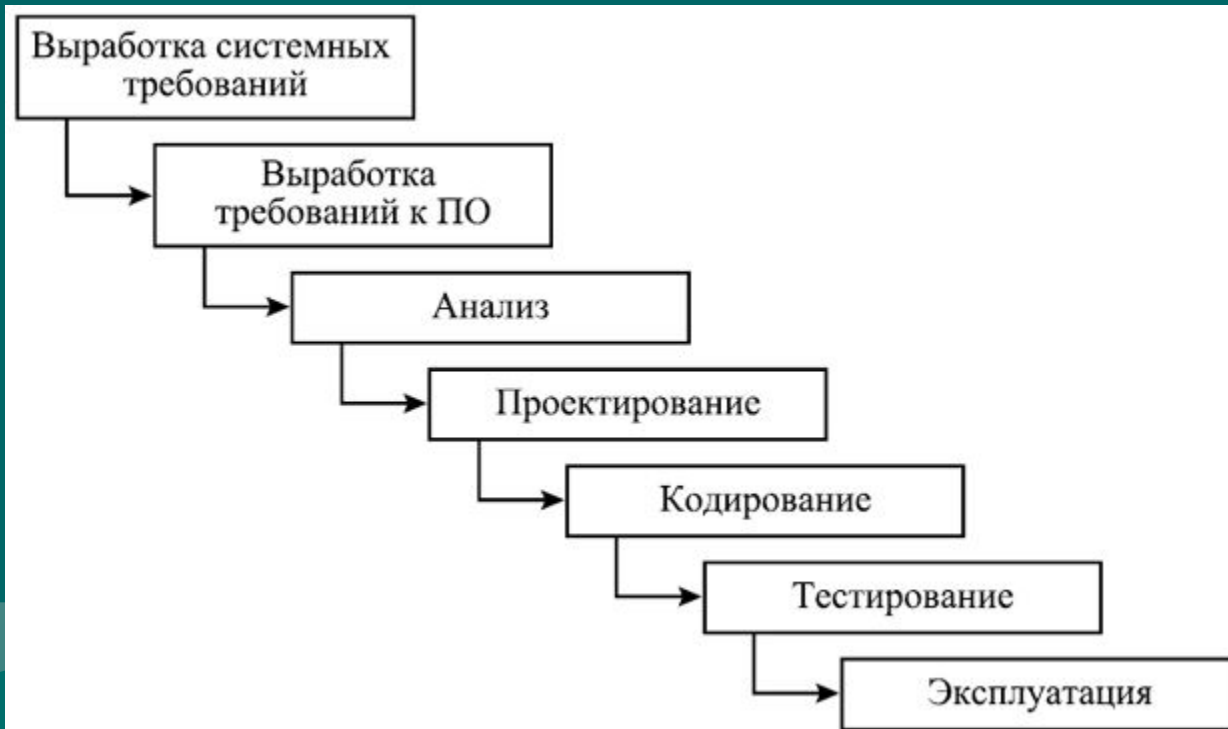 Выработка системных
требований
Выработка
требований к ПО
Анализ
Проектирование
Кодирование
Тестирование
Эксплуатация